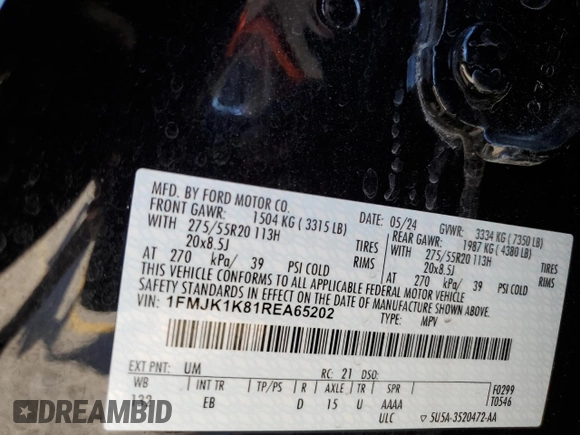 MFD. BY FORD MOTOR CO.
DATE: 05/24 GVWR: 3334 KG ( 7350 LB)
FRONT GAWR: 1504 KG ( 3315 LB) REAR GAWR: 1987 KG ( 4380 LB)
WITH 275/55R20 113H TIRES WITH 275/55R20 113H TIRES
20x8.5J 20x8.5J
AT 270 kPa/ 39 PSI COLD AT 270 kPa/ 39 PSI COLD
THIS VEHICLE CONFORMS TO ALL APPLICABLE FEDERAL MOTOR VEHICLE
SAFETY STANDARDS IN EFFECT ON THE DATE OF MANUFACTURE SHOWN ABOVE.
VIN: 1FMJK1K81REA65202 TYPE: MPV
EXT PNT: UM RC: 21 DSO:
WB INT TR TP/PS R AXLE TR SPR F0299
EB D 15 U AAAA T0546
ULC 5U5A-3520472-AA
DREAMBID